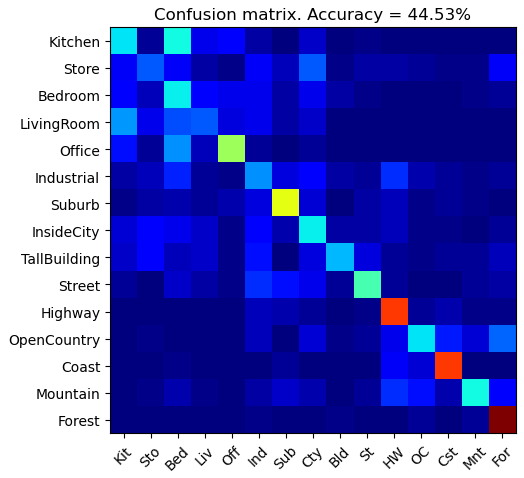 Confusion matrix. Accuracy = 44.53%
Kitchen
Store
Bedroom
LivingRoom
Office
Industrial
Suburb
InsideCity
TallBuilding
Street
Highway
OpenCountry
Coast
Mountain
Forest
Kit Sto Bed Liv Off Ind Sub Cty Bld St HW OC Cst Mnt For